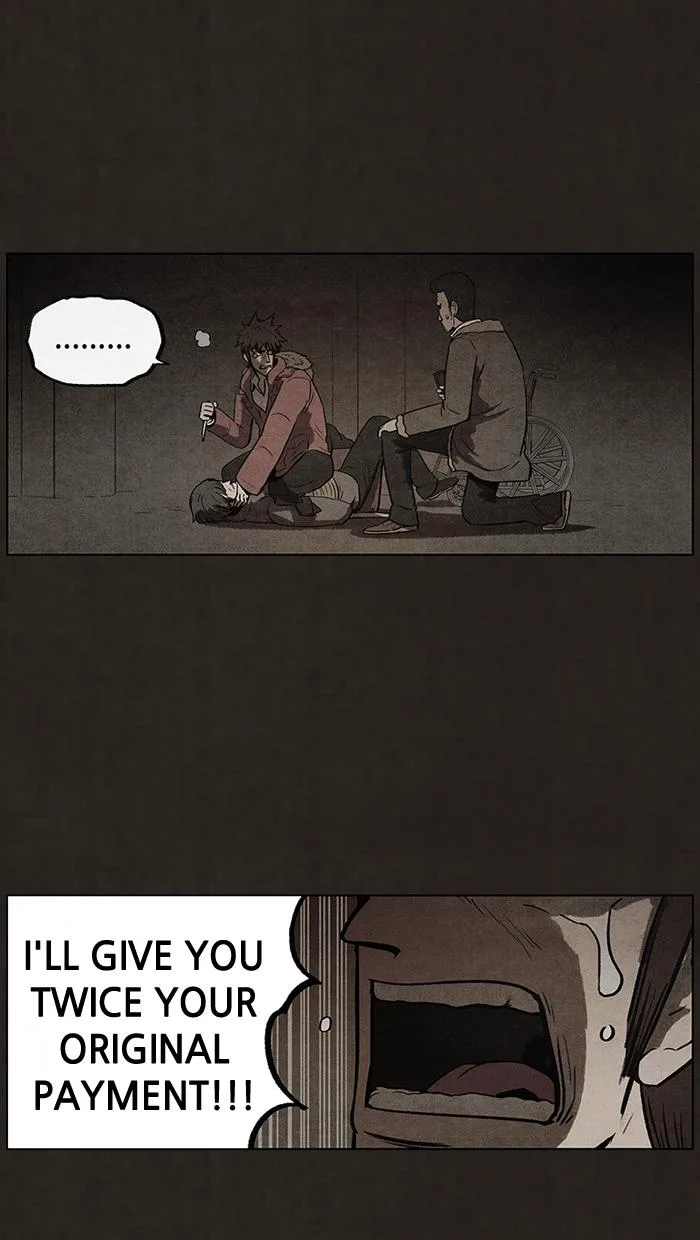 .........
I'LL GIVE YOU
TWICE YOUR
ORIGINAL
PAYMENT!!!